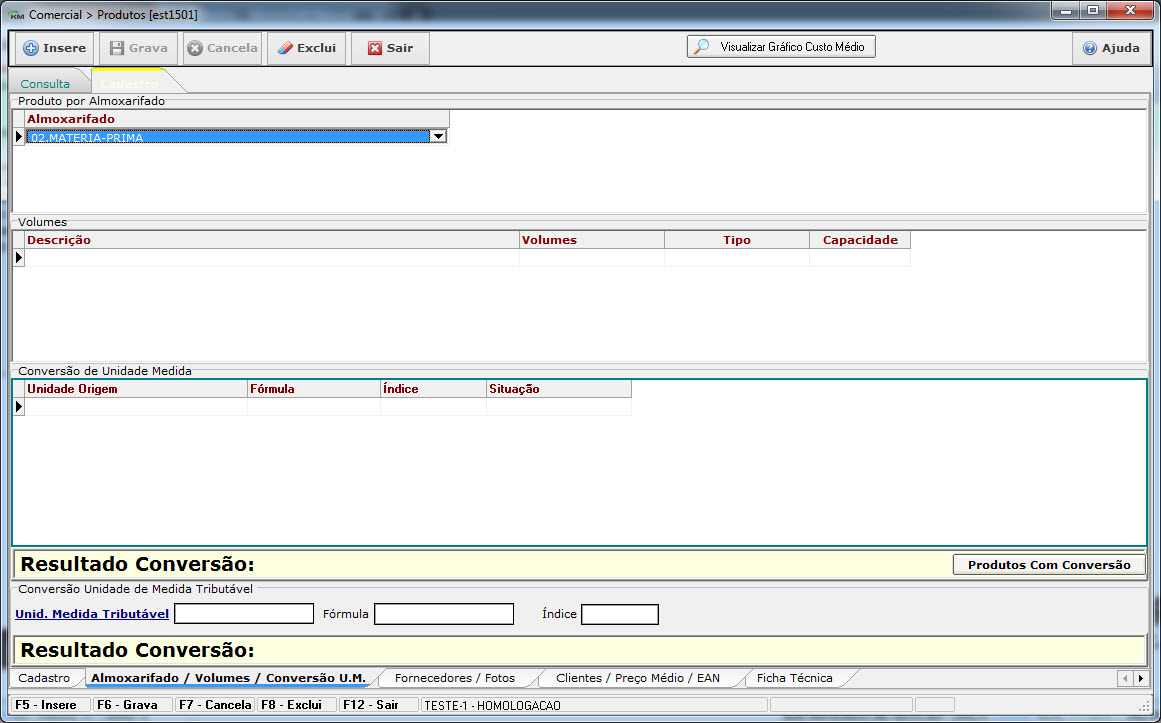 KM Comercial > Produtos [est1501]
Insere Grava Cancela Exclui Sair Visualizar Gráfico Custo Médio Ajuda
Consulta Cadastro
Produto por Almoxarifado
Almoxarifado
02.MATERIA-PRIMA
Volumes
Descrição Volumes Tipo Capacidade
Conversão de Unidade Medida
Unidade Origem Fórmula Índice Situação
Resultado Conversão: Produtos Com Conversão
Conversão Unidade de Medida Tributável
Unid. Medida Tributável Fórmula Índice
Resultado Conversão:
Cadastro Almoxarifado / Volumes / Conversão U.M. Fornecedores / Fotos Clientes / Preço Médio / EAN Ficha Técnica
F5 - Insere F6 - Grava F7 - Cancela F8 - Exclui F12 - Sair TESTE-1 - HOMOLOGACAO